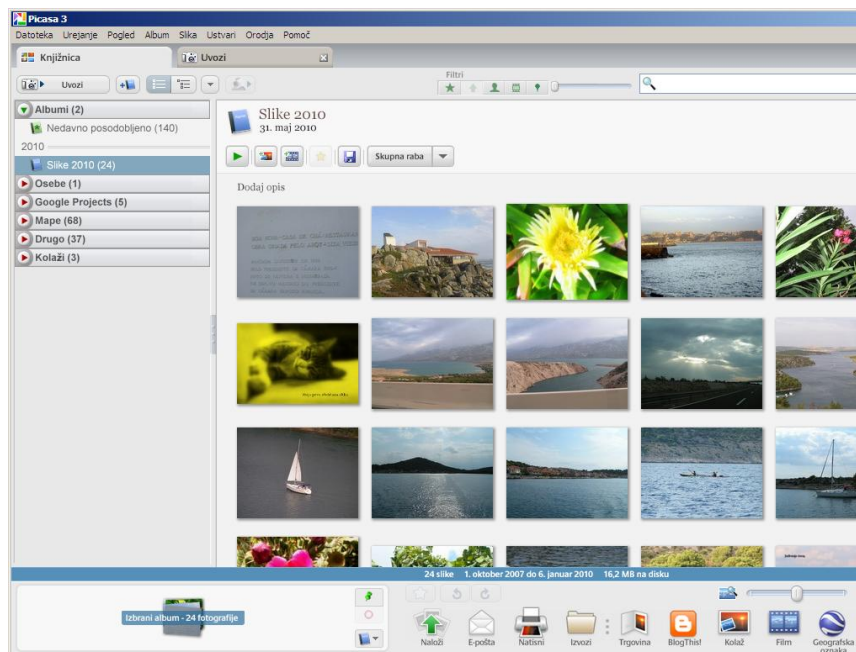 Picasa 3
Datoteka Urejanje Pogled Album Slika Ustvari Orodja Pomoč
Knjižnica
Uvozi
Uvozi
Filtri
Albumi (2)
Nedavno posodobljeno (140)
2010
Slike 2010 (24)
Osebe (1)
Google Projects (5)
Mape (68)
Drugo (37)
Kolaži (3)
Slike 2010
31. maj 2010
Skupna raba
Dodaj opis
24 slike 1. oktober 2007 do 6. januar 2010 16,2 MB na disku
Izbrani album - 24 fotografije
Naloži E-pošta Natisni Izvozi Trgovina BlogThis! Kolaž Film Geografska oznaka